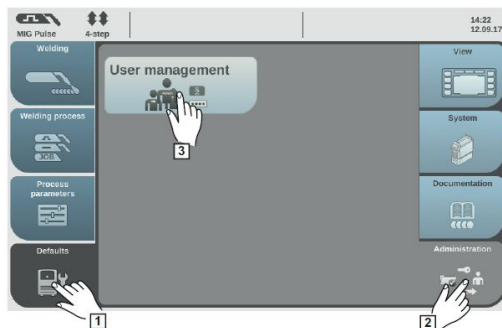 MIG Pulse
4-step
14:22
12.09.17
Welding
Welding process
JOB
Process
parameters
Defaults
User management
View
System
Documentation
Administration
1
2
3